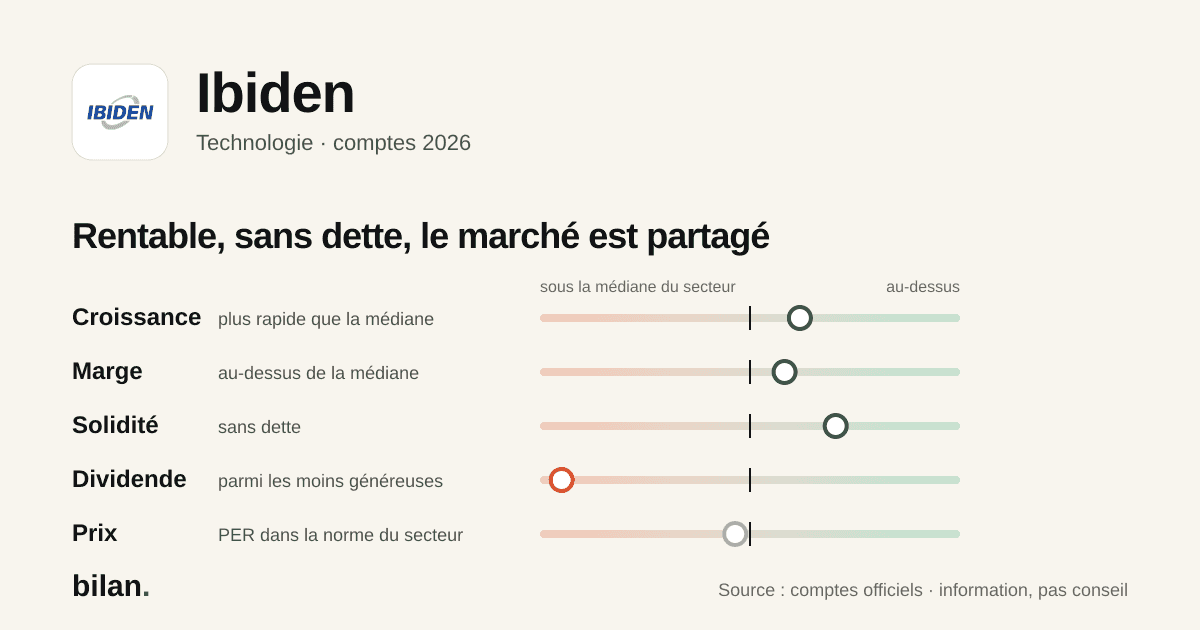 IBIDEN
Ibiden
Technologie · comptes 2026
Rentable, sans dette, le marché est partagé
sous la médiane du secteur au-dessus
Croissance plus rapide que la médiane
Marge au-dessus de la médiane
Solidité sans dette
Dividende parmi les moins généreuses
Prix PER dans la norme du secteur
bilan.
Source : comptes officiels · information, pas conseil